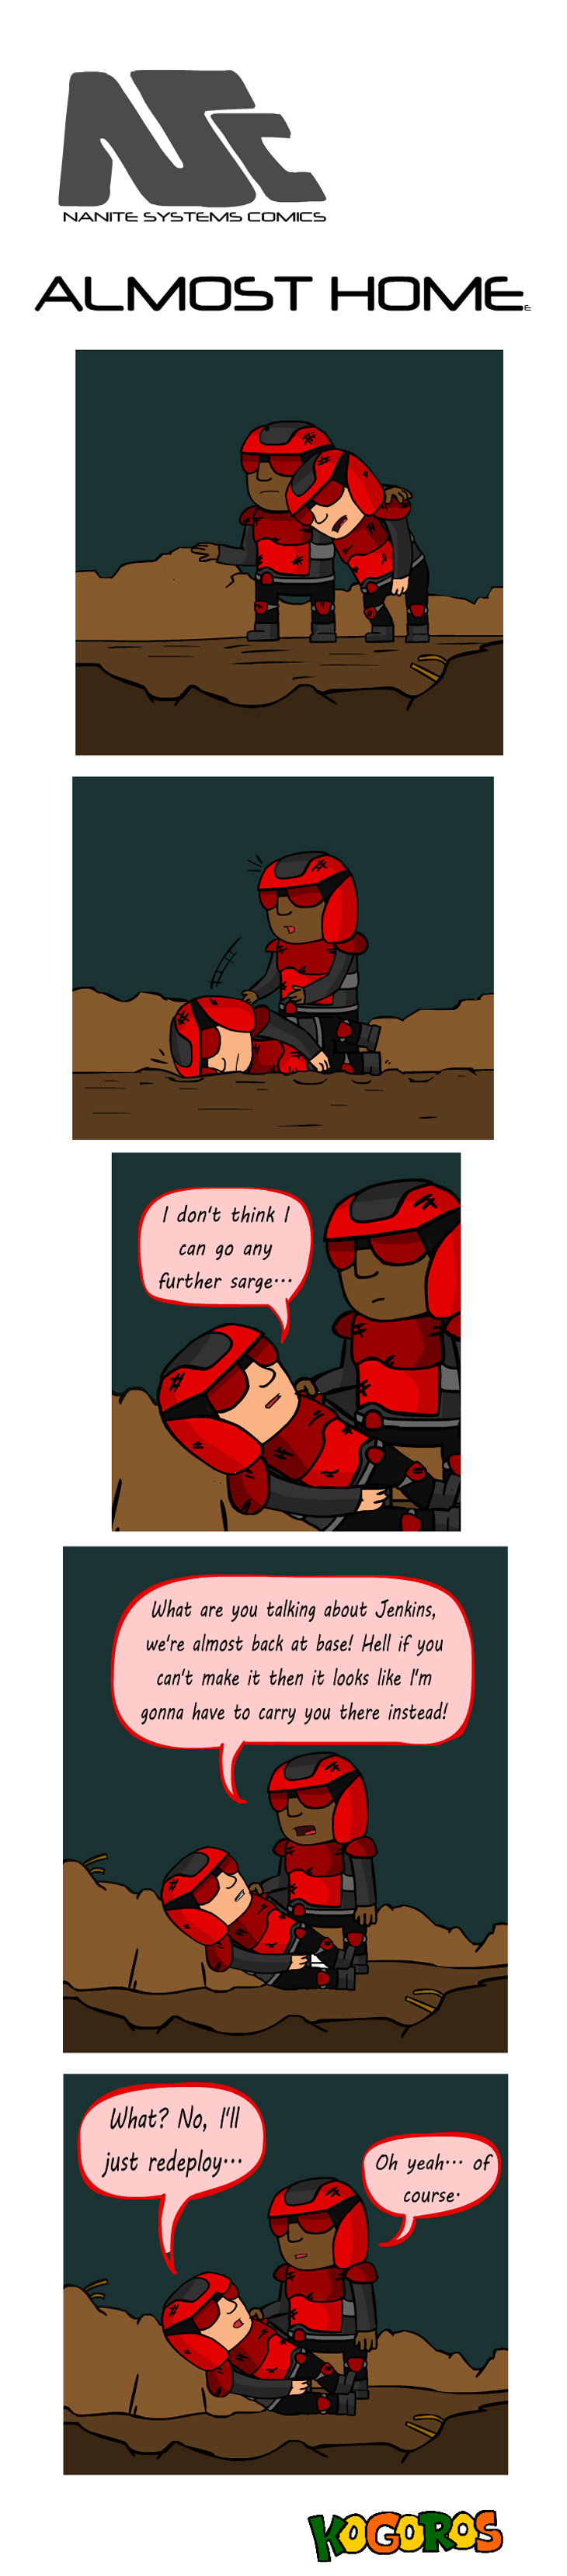 NSC
NANITE SYSTEMS COMICS
ALMOST HOME
E
I don't think I
can go any
further sarge...
What are you talking about Jenkins,
we're almost back at base! Hell if you
can't make it then it looks like I'm
gonna have to carry you there instead!
What? No, I'll
just redeploy...
Oh yeah... of
course.
KOGOROS